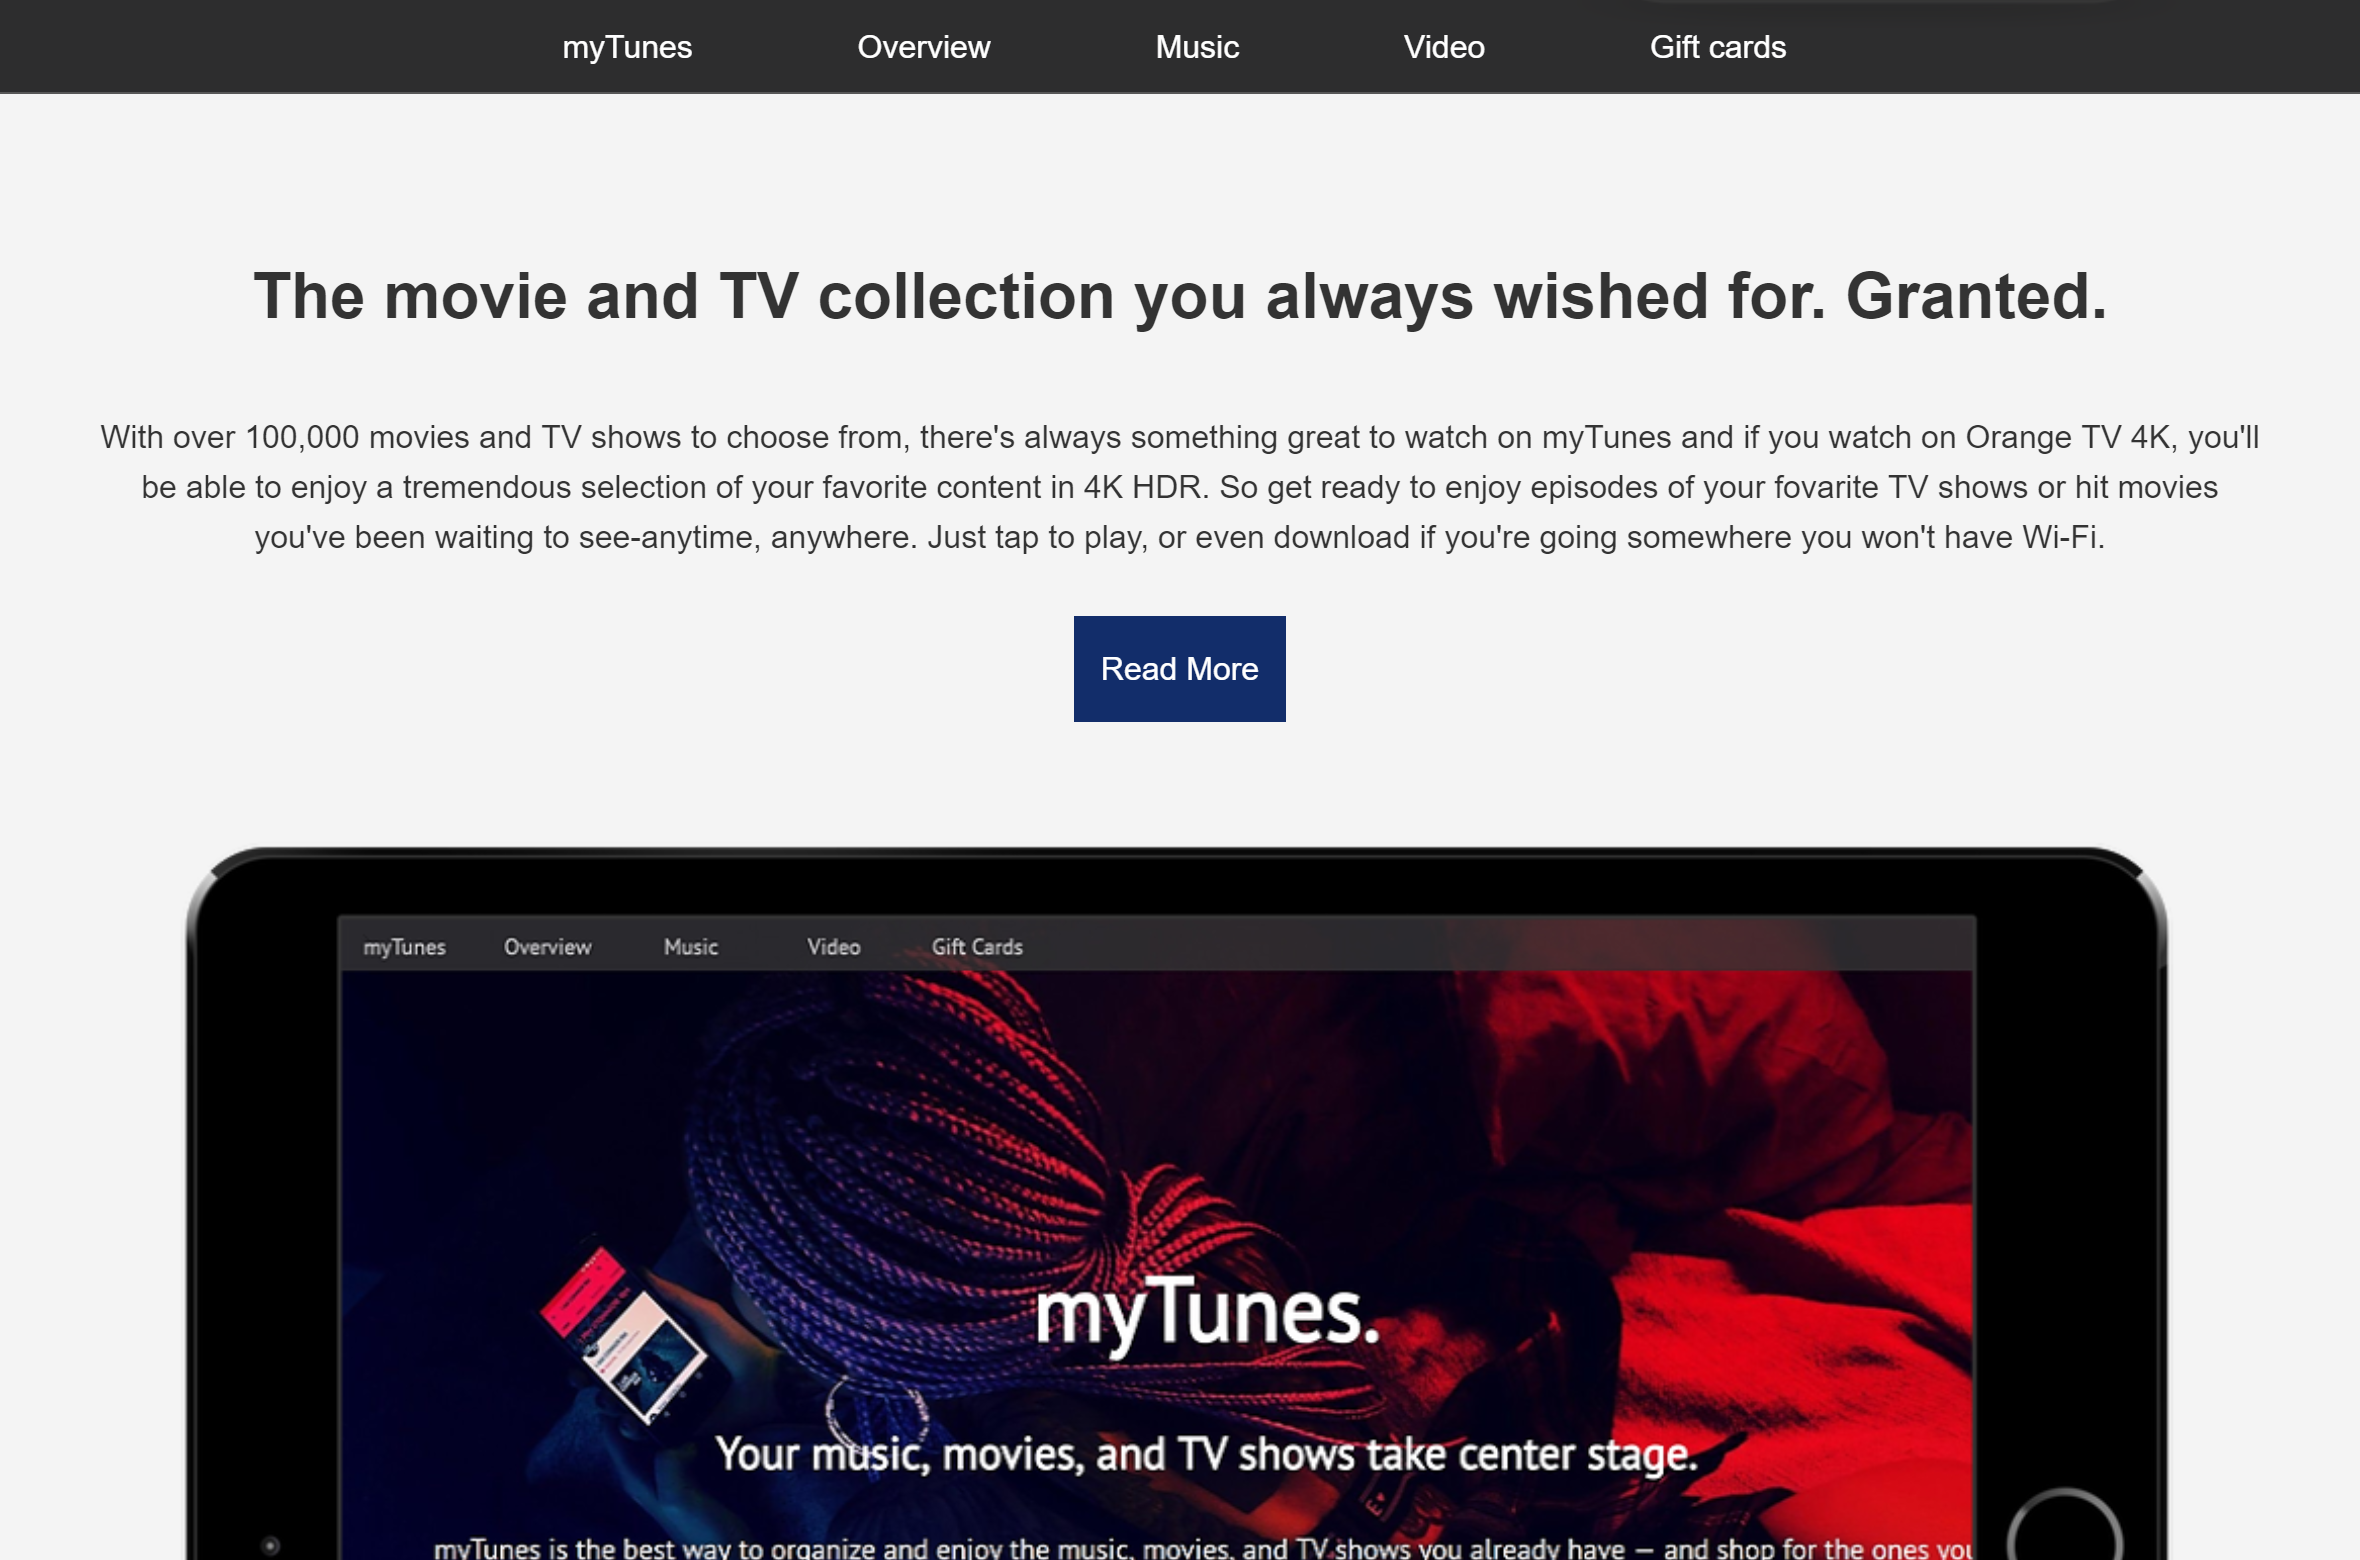 myTunes Overview Music Video Gift cards
The movie and TV collection you always wished for. Granted.
With over 100,000 movies and TV shows to choose from, there's always something great to watch on myTunes and if you watch on Orange TV 4K, you'll
be able to enjoy a tremendous selection of your favorite content in 4K HDR. So get ready to enjoy episodes of your fovarite TV shows or hit movies
you've been waiting to see-anytime, anywhere. Just tap to play, or even download if you're going somewhere you won't have Wi-Fi.
Read More
myTunes Overview Music Video Gift Cards
myTunes.
Your music, movies, and TV shows take center stage.
myTunes is the best way to organize and enjoy the music, movies, and TV shows you already have — and shop for the ones